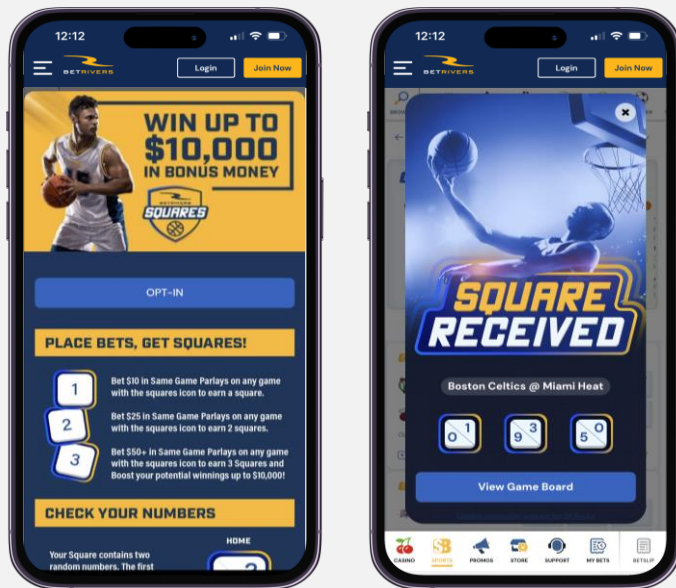 12:12
BETRIVERS
Login
Join Now
WIN UP TO
$10,000
IN BONUS MONEY
BETRIVERS
SQUARES
OPT-IN
PLACE BETS, GET SQUARES!
1
Bet $10 in Same Game Parlays on any game
with the squares icon to earn a square.
2
Bet $25 in Same Game Parlays on any game
with the squares icon to earn 2 squares.
3
Bet $50+ in Same Game Parlays on any game
with the squares icon to earn 3 Squares and
Boost your potential winnings up to $10,000!
CHECK YOUR NUMBERS
HOME
Your Square contains two
random numbers. The first
12:12
BETRIVERS
Login
Join Now
SQUARE
RECEIVED
Boston Celtics @ Miami Heat
0 1
9 3
5 0
View Game Board
CASINO
SB
SPORTS
PROMOS
STORE
SUPPORT
MY BETS
BETSLIP